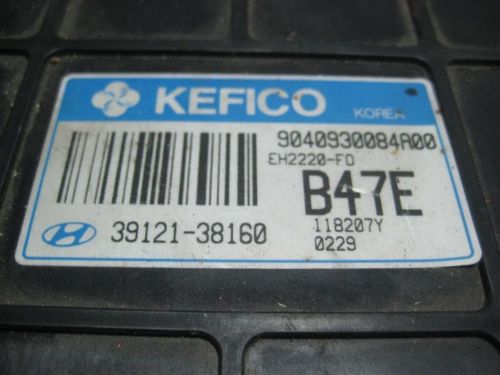 KEFICO
KOREA
9040930084A00
EH2220-FO
B47E
39121-38160
118207Y
0229